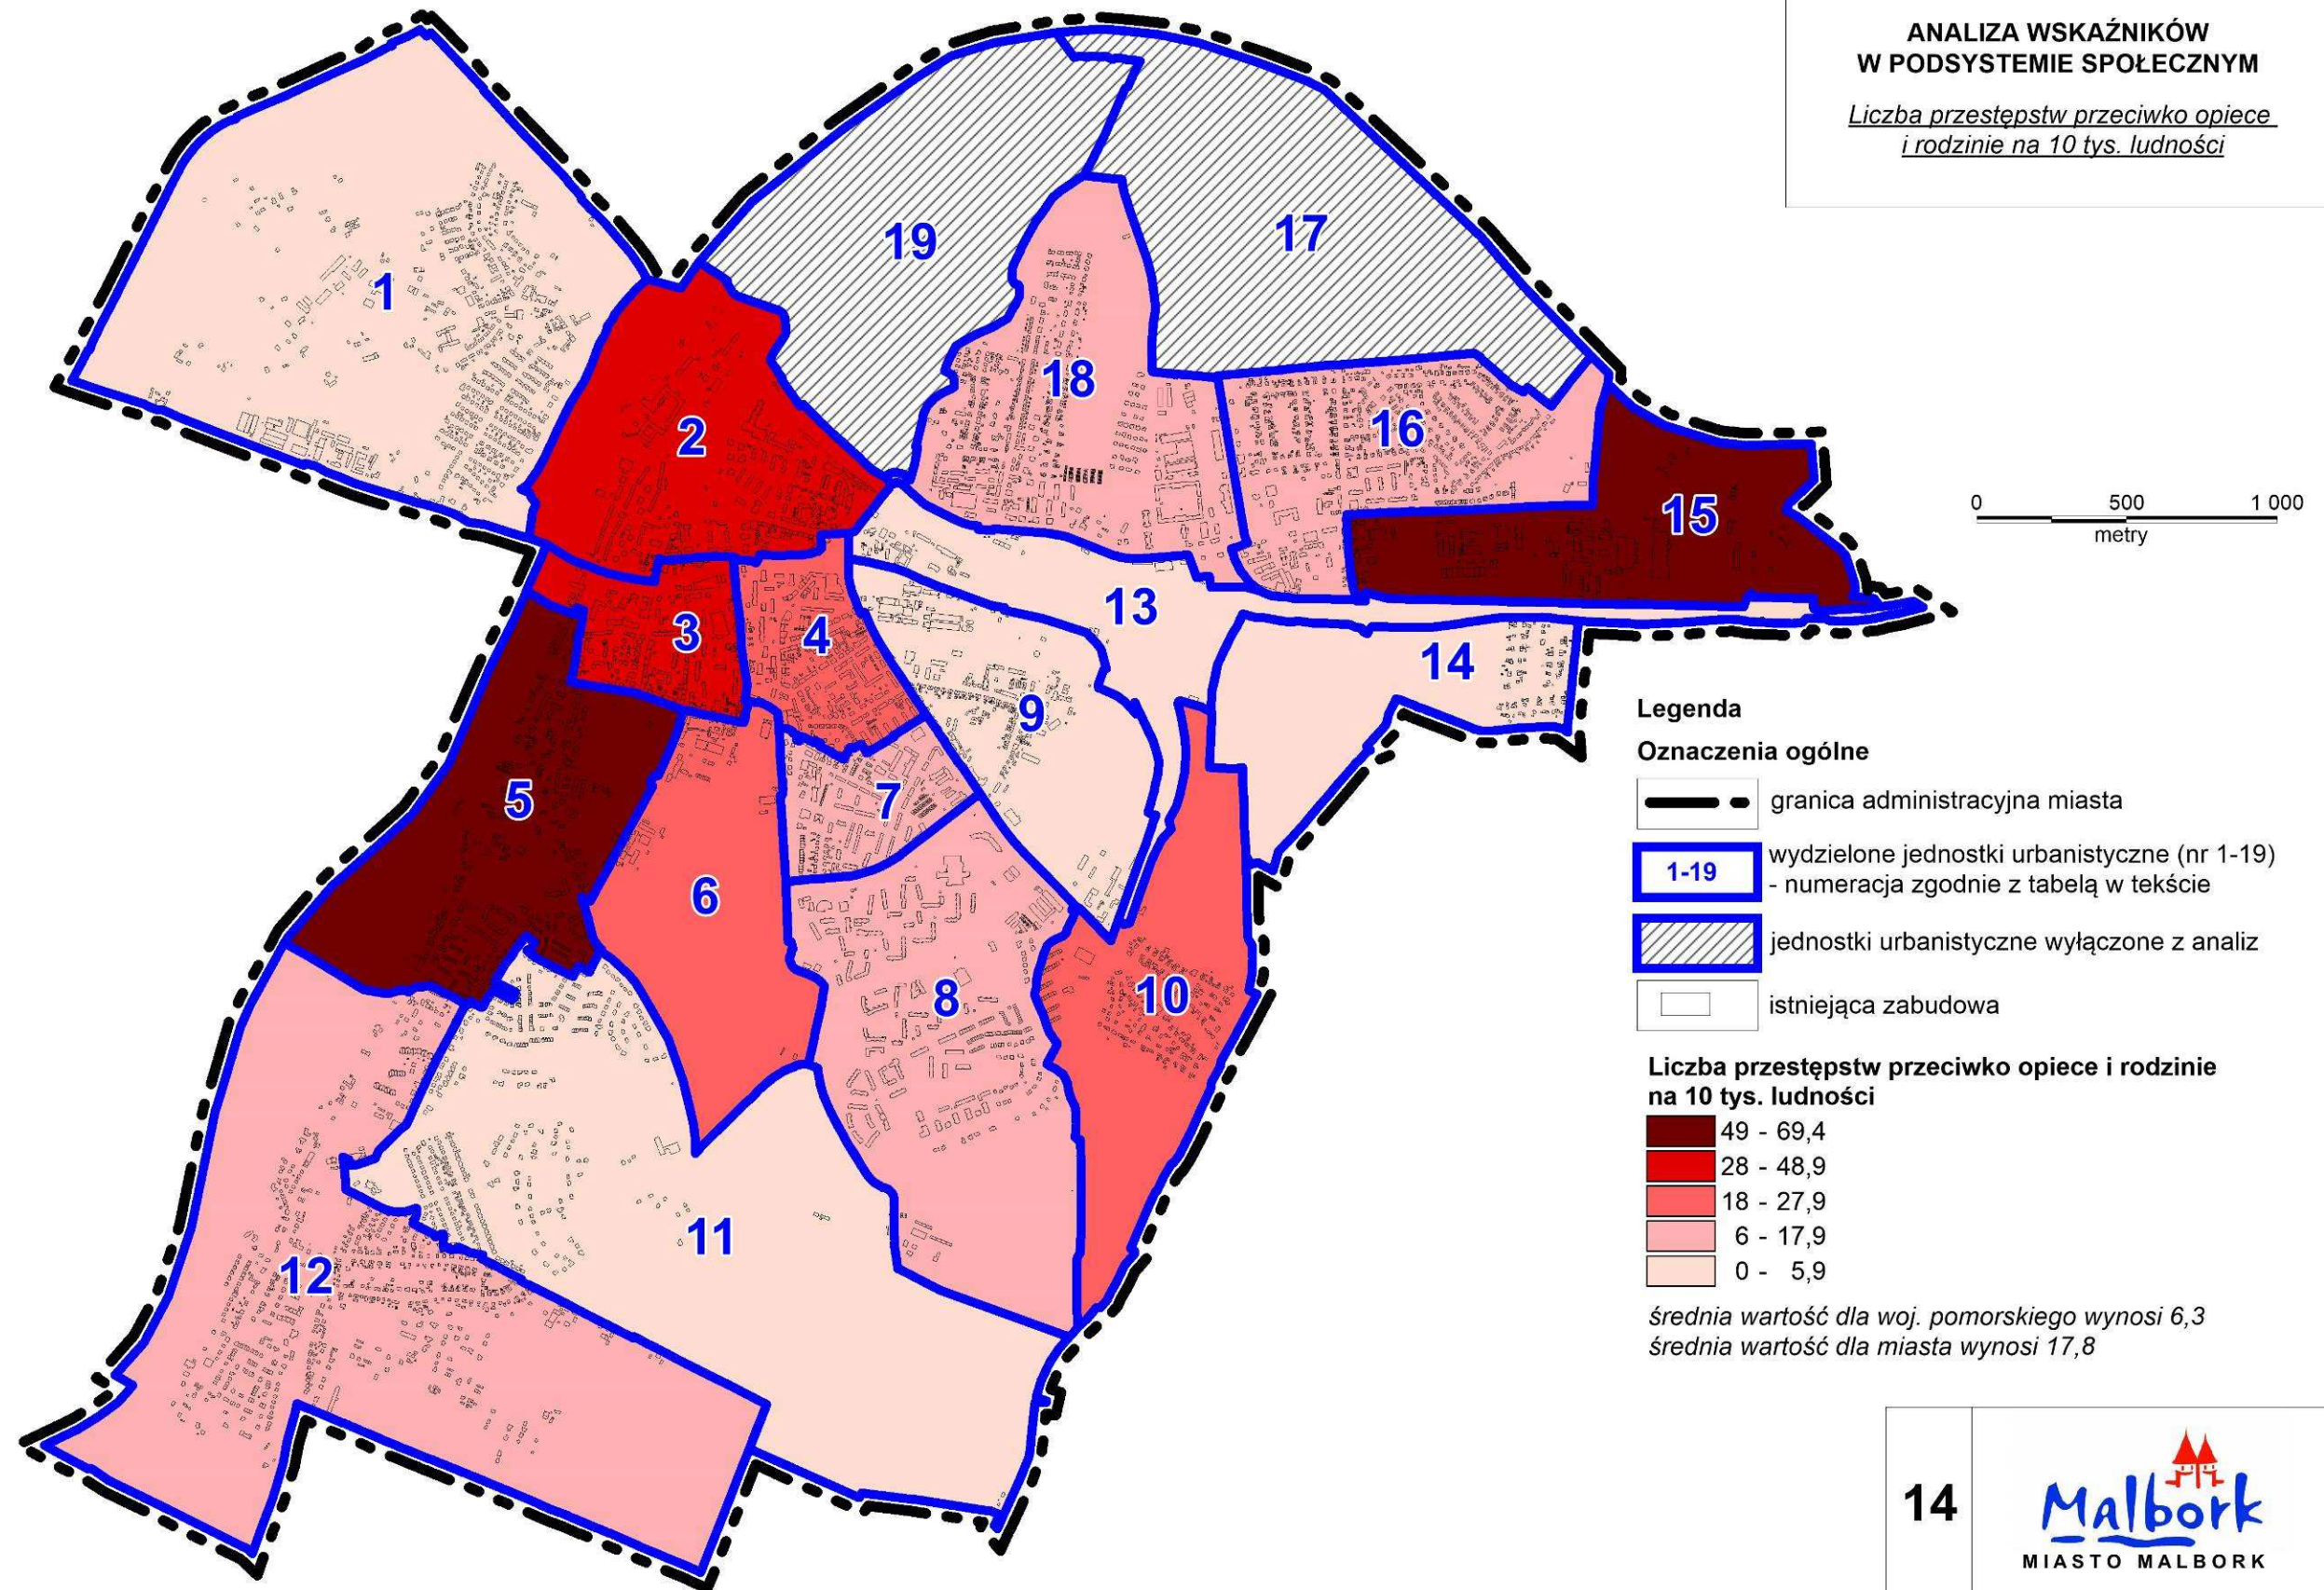 ANALIZA WSKAŹNIKÓW
W PODSYSTEMIE SPOŁECZNYM
Liczba przestępstw przeciwko opiece
i rodzinie na 10 tys. ludności
19
17
1
18
2
16
15
0 500 1 000
metry
13
3
4
14
9
5
7
6
8
10
11
12
Legenda
Oznaczenia ogólne
granica administracyjna miasta
1-19
wydzielone jednostki urbanistyczne (nr 1-19)
- numeracja zgodnie z tabelą w tekście
jednostki urbanistyczne wyłączone z analiz
istniejąca zabudowa
Liczba przestępstw przeciwko opiece i rodzinie
na 10 tys. ludności
49 - 69,4
28 - 48,9
18 - 27,9
6 - 17,9
0 - 5,9
średnia wartość dla woj. pomorskiego wynosi 6,3
średnia wartość dla miasta wynosi 17,8
14
Malbork
MIASTO MALBORK